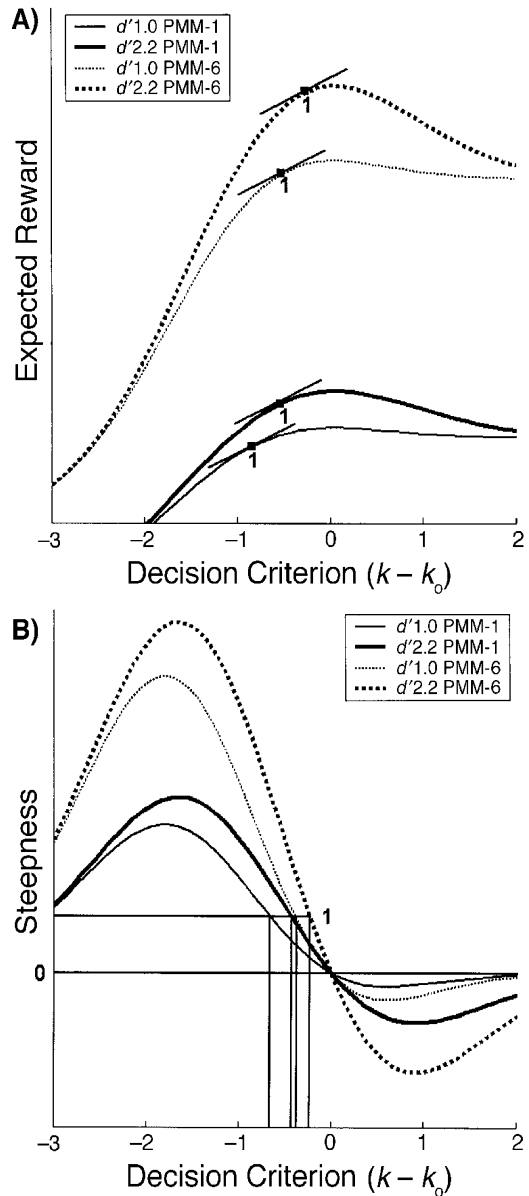 A)
d′1.0 PMM-1
d′2.2 PMM-1
d′1.0 PMM-6
d′2.2 PMM-6
Expected Reward
1
1
1
1
−3 −2 −1 0 1 2
Decision Criterion (k − kₒ)
B)
d′1.0 PMM-1
d′2.2 PMM-1
d′1.0 PMM-6
d′2.2 PMM-6
Steepness
1
0
−3 −2 −1 0 1 2
Decision Criterion (k − kₒ)